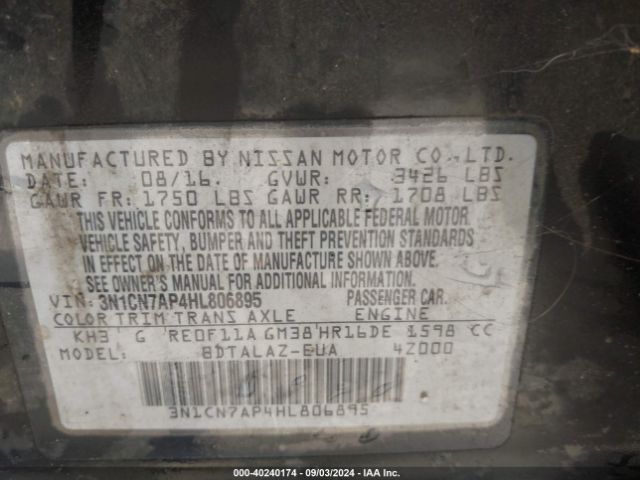 MANUFACTURED BY NISSAN MOTOR CO.,LTD.
DATE: 08/16. GVWR: 3426 LBS
GAWR FR: 1750 LBS GAWR RR: 1708 LBS
THIS VEHICLE CONFORMS TO ALL APPLICABLE FEDERAL MOTOR
VEHICLE SAFETY, BUMPER AND THEFT PREVENTION STANDARDS
IN EFFECT ON THE DATE OF MANUFACTURE SHOWN ABOVE.
SEE OWNER'S MANUAL FOR ADDITIONAL INFORMATION.
VIN: 3N1CN7AP4HL806895 PASSENGER CAR.
COLOR TRIM TRANS AXLE ENGINE
KH3 G RE0F11A GM38 HR16DE 1598 CC
MODEL: BDTALAZ-EUA 4Z000
3N1CN7AP4HL806895
000-40240174 - 09/03/2024 - IAA Inc.